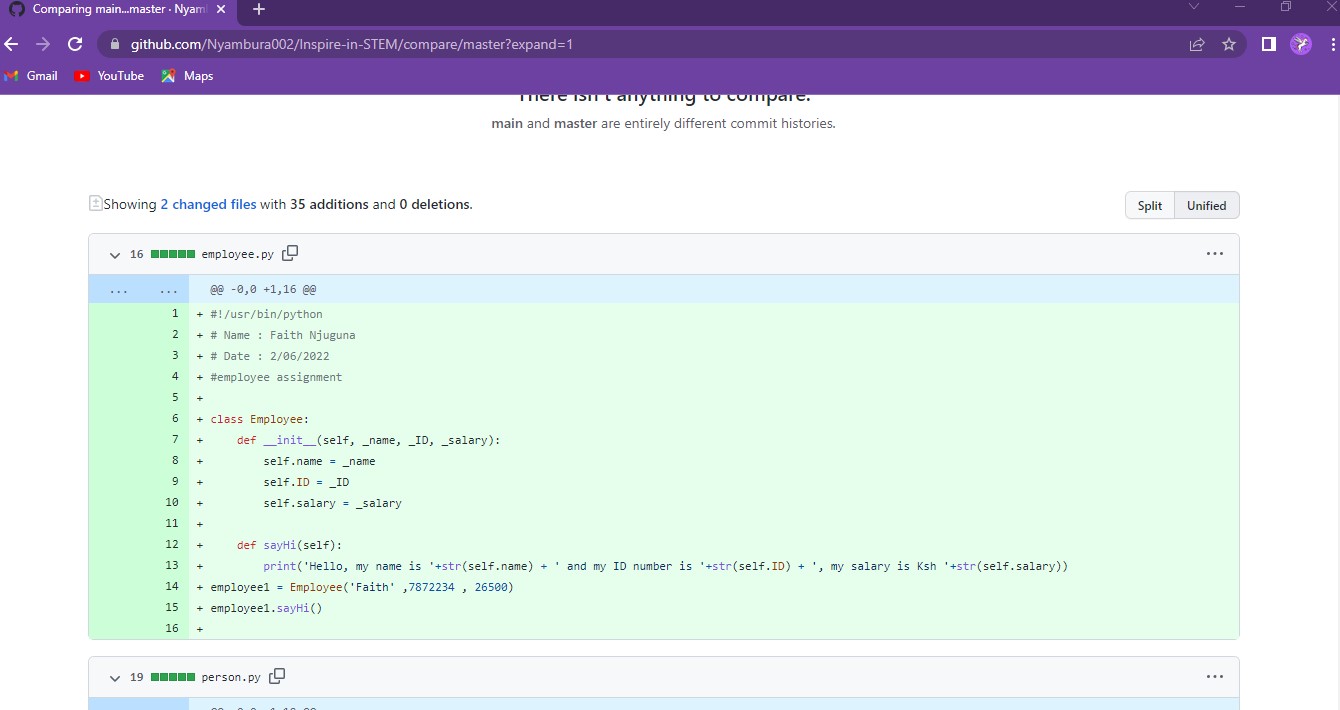 Comparing main...master · Nyam
github.com/Nyambura002/Inspire-in-STEM/compare/master?expand=1
Gmail YouTube Maps
There isn't anything to compare.
main and master are entirely different commit histories.
Showing 2 changed files with 35 additions and 0 deletions.
Split Unified
16 employee.py
... ... @@ -0,0 +1,16 @@
1 + #!/usr/bin/python
2 + # Name : Faith Njuguna
3 + # Date : 2/06/2022
4 + #employee assignment
5 +
6 + class Employee:
7 +     def __init__(self, _name, _ID, _salary):
8 +         self.name = _name
9 +         self.ID = _ID
10 +         self.salary = _salary
11 +
12 +     def sayHi(self):
13 +         print('Hello, my name is '+str(self.name) + ' and my ID number is '+str(self.ID) + ', my salary is Ksh '+str(self.salary))
14 + employee1 = Employee('Faith' ,7872234 , 26500)
15 + employee1.sayHi()
16 +
19 person.py